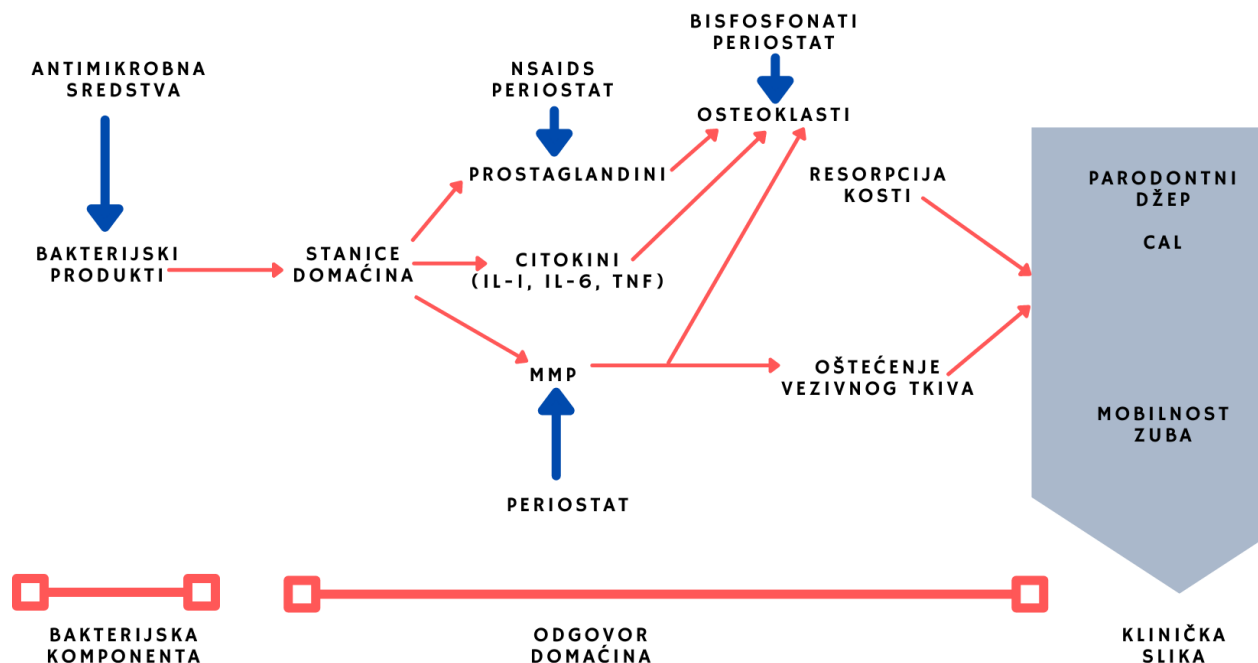 ANTIMIKROBNA
SREDSTVA
NSAIDS
PERIOSTAT
BISFOSFONATI
PERIOSTAT
OSTEOKLASTI
PROSTAGLANDINI
RESORPCIJA
KOSTI
PARODONTNI
DŽEP
CAL
BAKTERIJSKI
PRODUKTI
STANICE
DOMAĆINA
CITOKINI
(IL-1, IL-6, TNF)
MMP
OŠTEĆENJE
VEZIVNOG TKIVA
MOBILNOST
ZUBA
PERIOSTAT
BAKTERIJSKA
KOMPONENTA
ODGOVOR
DOMAĆINA
KLINIČKA
SLIKA